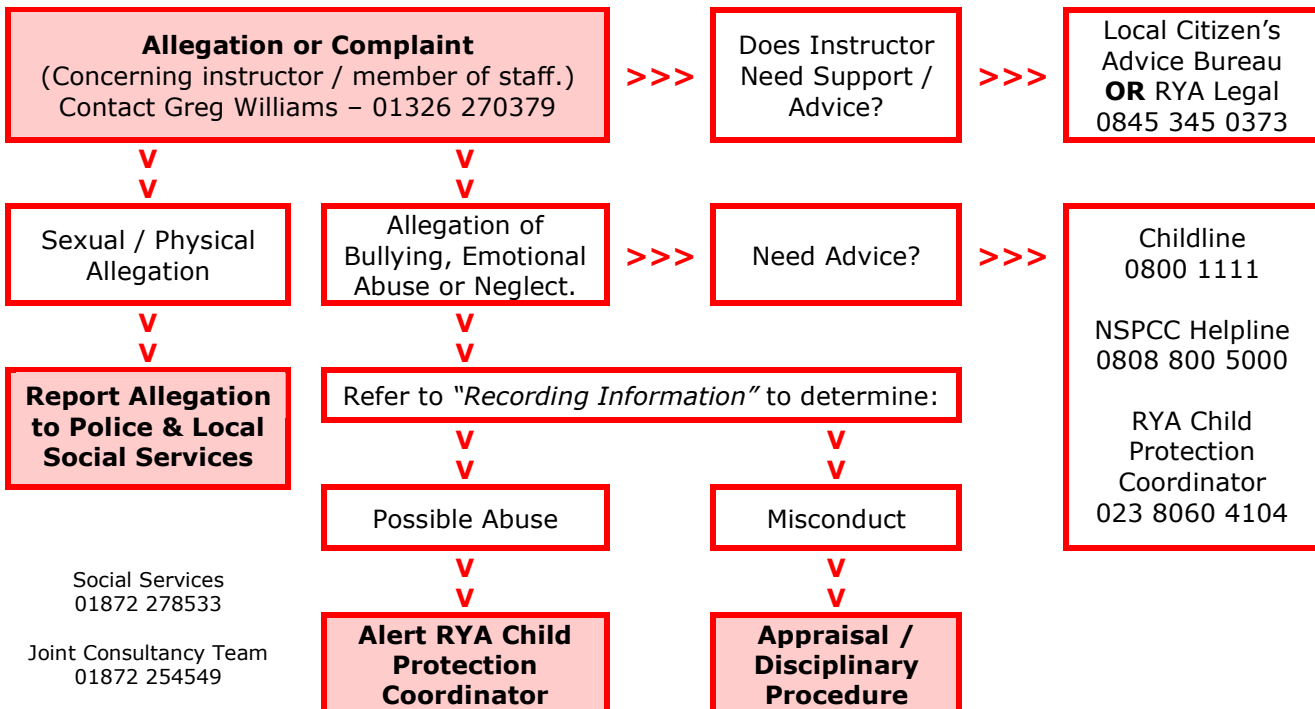 Allegation or Complaint
(Concerning instructor / member of staff.)
Contact Greg Williams – 01326 270379
>>>
Does Instructor
Need Support /
Advice?
>>>
Local Citizen's
Advice Bureau
OR RYA Legal
0845 345 0373
V
V
V
V
Sexual / Physical
Allegation
Allegation of
Bullying, Emotional
Abuse or Neglect.
>>>
Need Advice?
>>>
Childline
0800 1111
NSPCC Helpline
0808 800 5000
RYA Child
Protection
Coordinator
023 8060 4104
V
V
V
V
Report Allegation
to Police & Local
Social Services
Refer to “Recording Information” to determine:
V
V
V
V
Possible Abuse
Misconduct
Social Services
01872 278533
Joint Consultancy Team
01872 254549
V
V
V
V
Alert RYA Child
Protection
Coordinator
Appraisal /
Disciplinary
Procedure